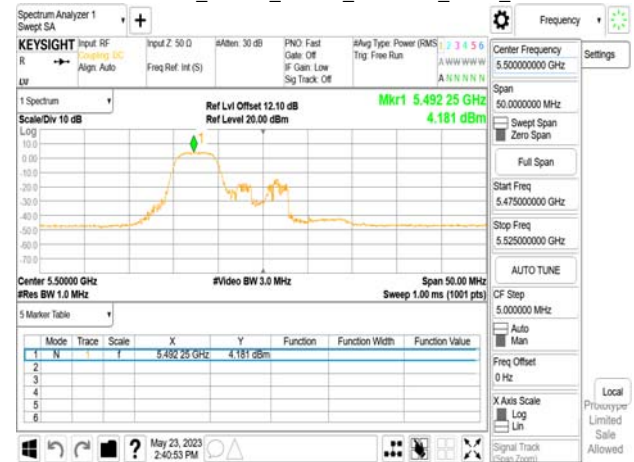 Spectrum Analyzer 1
Swept SA
Frequency
KEYSIGHT
Input: RF
Coupling: DC
Align: Auto
Input Z: 50 Ω
Freq Ref: Int (S)
#Atten: 30 dB
PNO: Fast
Gate: Off
IF Gain: Low
Sig Track: Off
#Avg Type: Power (RMS
Trig: Free Run
1 2 3 4 5 6
A W W W W W
A N N N N N
R
Center Frequency
5.500000000 GHz
Settings
1 Spectrum
Scale/Div 10 dB
Ref Lvl Offset 12.10 dB
Ref Level 20.00 dBm
Mkr1 5.492 25 GHz
4.181 dBm
Log
10.0
0.00
-10.0
-20.0
-30.0
-40.0
-50.0
-60.0
-70.0
1
Center 5.50000 GHz
#Res BW 1.0 MHz
#Video BW 3.0 MHz
Span 50.00 MHz
Sweep 1.00 ms (1001 pts)
Span
50.0000000 MHz
Swept Span
Zero Span
Full Span
Start Freq
5.475000000 GHz
Stop Freq
5.525000000 GHz
AUTO TUNE
CF Step
5.000000 MHz
Auto
Man
Freq Offset
0 Hz
X Axis Scale
Log
Lin
Signal Track
(Span Zoom)
Local
Prototype
Limited
Sale
Allowed
5 Marker Table
Mode Trace Scale X Y Function Function Width Function Value
1 N 1 f 5.492 25 GHz 4.181 dBm
2
3
4
5
6
May 23, 2023
2:40:53 PM